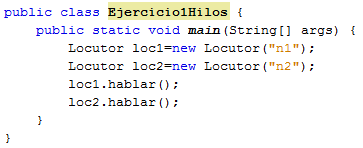 public class Ejercicio1Hilos {
    public static void main(String[] args) {
        Locutor loc1=new Locutor("n1");
        Locutor loc2=new Locutor("n2");
        loc1.hablar();
        loc2.hablar();
    }
}